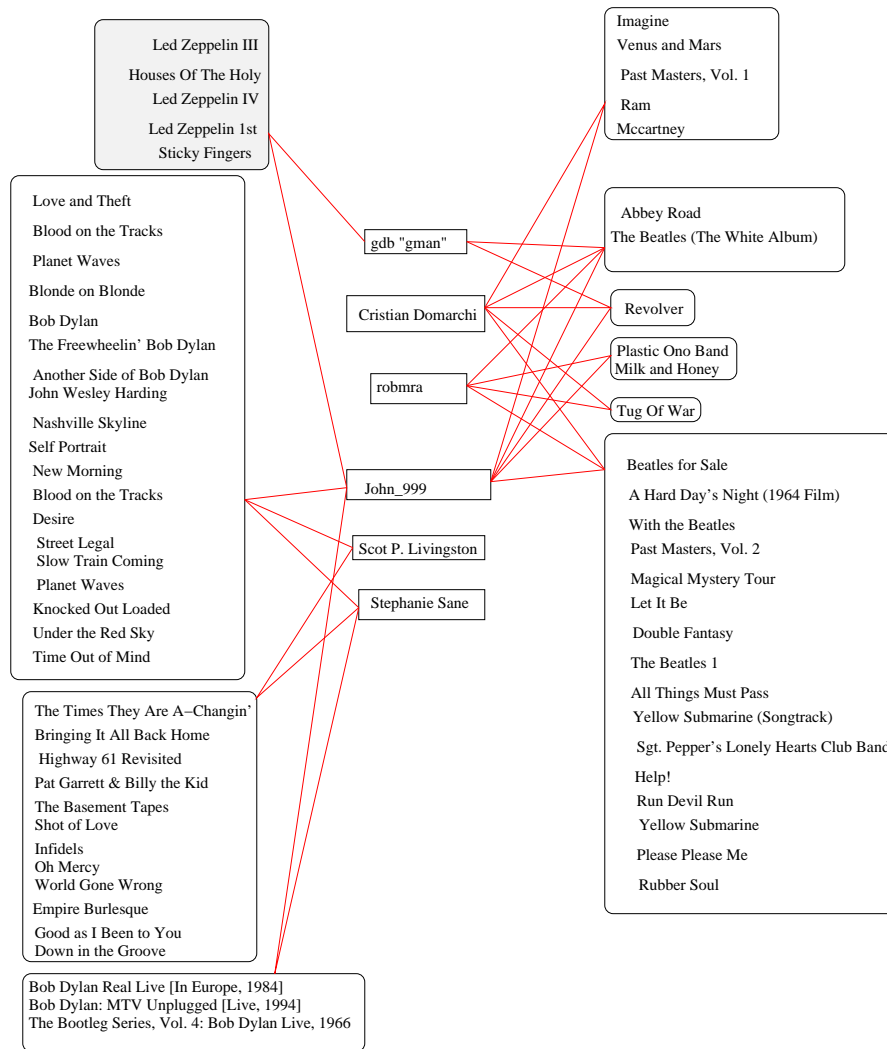 Led Zeppelin III
Houses Of The Holy
Led Zeppelin IV
Led Zeppelin 1st
Sticky Fingers
Love and Theft
Blood on the Tracks
Planet Waves
Blonde on Blonde
Bob Dylan
The Freewheelin' Bob Dylan
Another Side of Bob Dylan
John Wesley Harding
Nashville Skyline
Self Portrait
New Morning
Blood on the Tracks
Desire
Street Legal
Slow Train Coming
Planet Waves
Knocked Out Loaded
Under the Red Sky
Time Out of Mind
The Times They Are A−Changin'
Bringing It All Back Home
Highway 61 Revisited
Pat Garrett & Billy the Kid
The Basement Tapes
Shot of Love
Infidels
Oh Mercy
World Gone Wrong
Empire Burlesque
Good as I Been to You
Down in the Groove
Bob Dylan Real Live [In Europe, 1984]
Bob Dylan: MTV Unplugged [Live, 1994]
The Bootleg Series, Vol. 4: Bob Dylan Live, 1966
gdb "gman"
Cristian Domarchi
robmra
John_999
Scot P. Livingston
Stephanie Sane
Imagine
Venus and Mars
Past Masters, Vol. 1
Ram
Mccartney
Abbey Road
The Beatles (The White Album)
Revolver
Plastic Ono Band
Milk and Honey
Tug Of War
Beatles for Sale
A Hard Day's Night (1964 Film)
With the Beatles
Past Masters, Vol. 2
Magical Mystery Tour
Let It Be
Double Fantasy
The Beatles 1
All Things Must Pass
Yellow Submarine (Songtrack)
Sgt. Pepper's Lonely Hearts Club Band
Help!
Run Devil Run
Yellow Submarine
Please Please Me
Rubber Soul